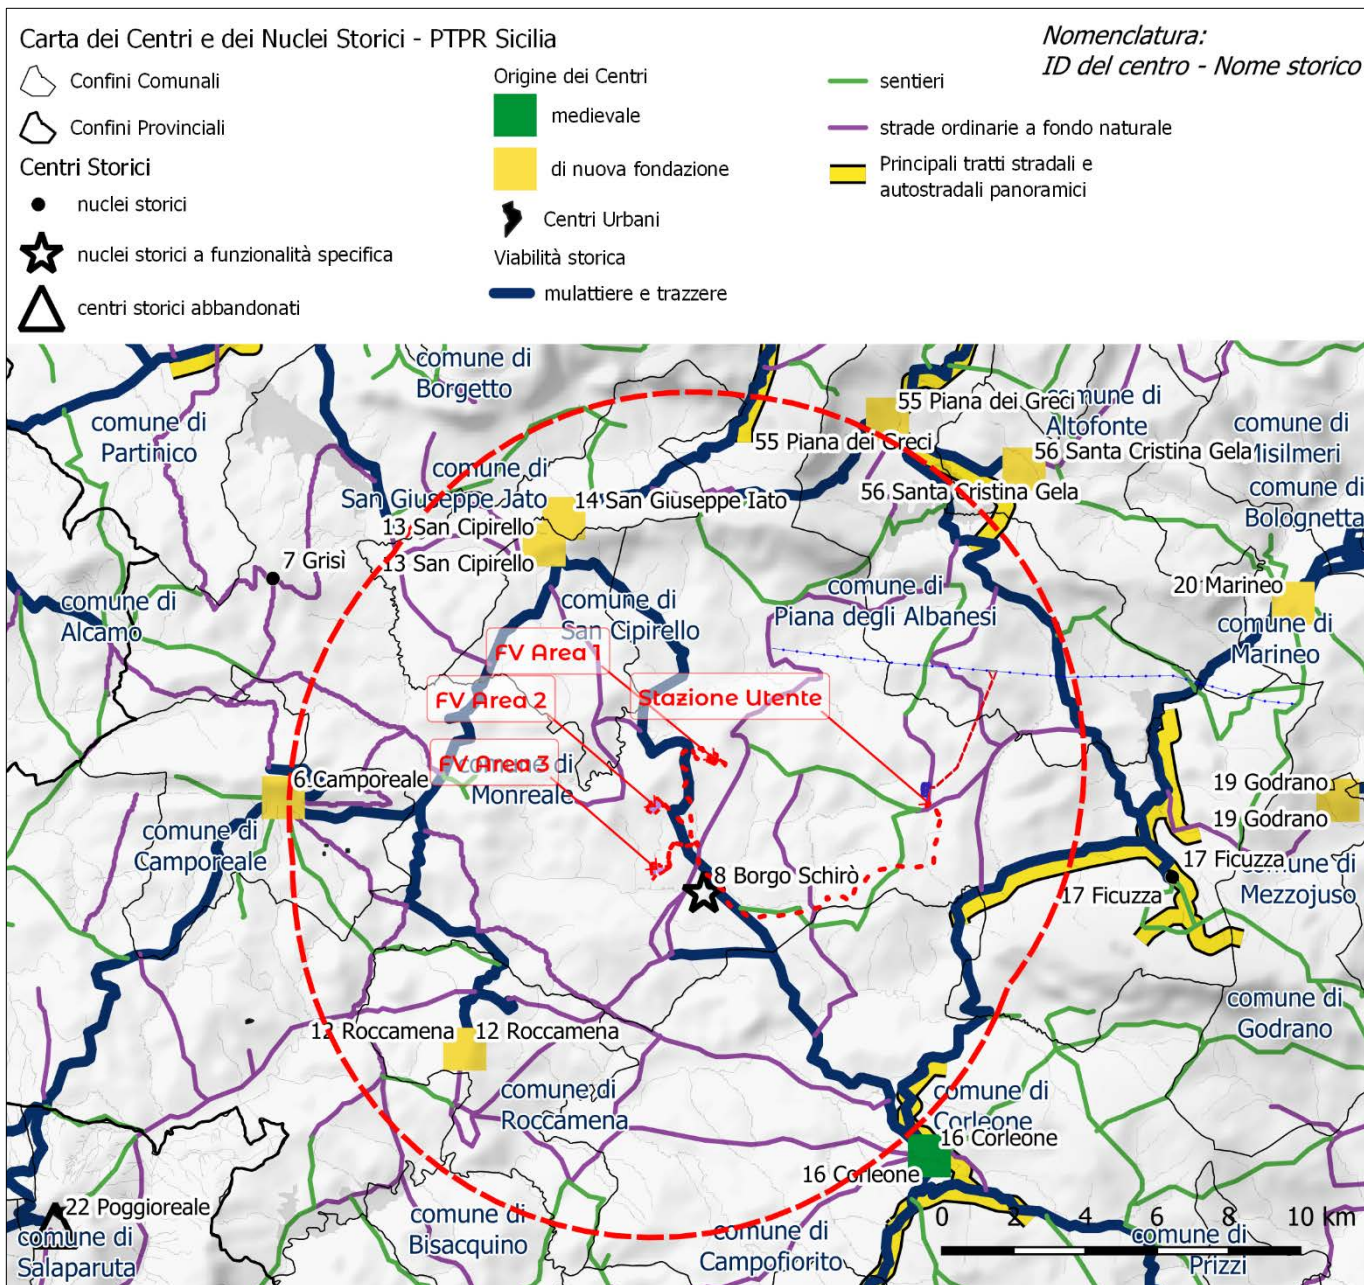 Carta dei Centri e dei Nuclei Storici - PTPR Sicilia
Confini Comunali
Confini Provinciali
Centri Storici
nuclei storici
nuclei storici a funzionalità specifica
centri storici abbandonati
Origine dei Centri
medievale
di nuova fondazione
Centri Urbani
Viabilità storica
mulattiere e trazzere
sentieri
strade ordinarie a fondo naturale
Principali tratti stradali e
autostradali panoramici
Nomenclatura:
ID del centro - Nome storico
comune di
Borgetto
comune di
Partinico
55 Piana dei Greci
55 Piana dei Greci
comune di
Altofonte
comune di
Misilmeri
56 Santa Cristina Gela
56 Santa Cristina Gela
comune di
San Giuseppe Jato
14 San Giuseppe Iato
13 San Cipirello
13 San Cipirello
comune di
Bolognetta
7 Grisì
comune di
Alcamo
comune di
San Cipirello
comune di
Piana degli Albanesi
20 Marineo
comune di
Marineo
FV Area 1
FV Area 2
FV Area 3
Stazione Utente
comune di
Monreale
6 Camporeale
comune di
Camporeale
19 Godrano
19 Godrano
8 Borgo Schirò
17 Ficuzza
17 Ficuzza
comune di
Mezzojuso
comune di
Godrano
12 Roccamena
12 Roccamena
comune di
Roccamena
comune di
Corleone
16 Corleone
16 Corleone
22 Poggioreale
comune di
Salaparuta
comune di
Bisacquino
comune di
Campofiorito
comune di
Prizzi
0 2 4 6 8 10 km